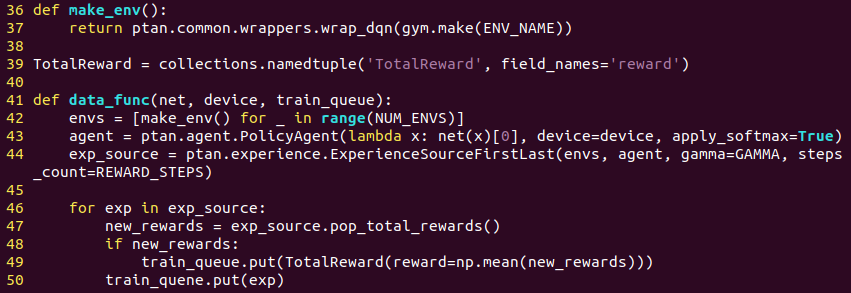 36 def make_env():
37     return ptan.common.wrappers.wrap_dqn(gym.make(ENV_NAME))
38
39 TotalReward = collections.namedtuple('TotalReward', field_names='reward')
40
41 def data_func(net, device, train_queue):
42     envs = [make_env() for _ in range(NUM_ENVS)]
43     agent = ptan.agent.PolicyAgent(lambda x: net(x)[0], device=device, apply_softmax=True)
44     exp_source = ptan.experience.ExperienceSourceFirstLast(envs, agent, gamma=GAMMA, steps
_count=REWARD_STEPS)
45
46     for exp in exp_source:
47         new_rewards = exp_source.pop_total_rewards()
48         if new_rewards:
49             train_queue.put(TotalReward(reward=np.mean(new_rewards)))
50         train_quene.put(exp)